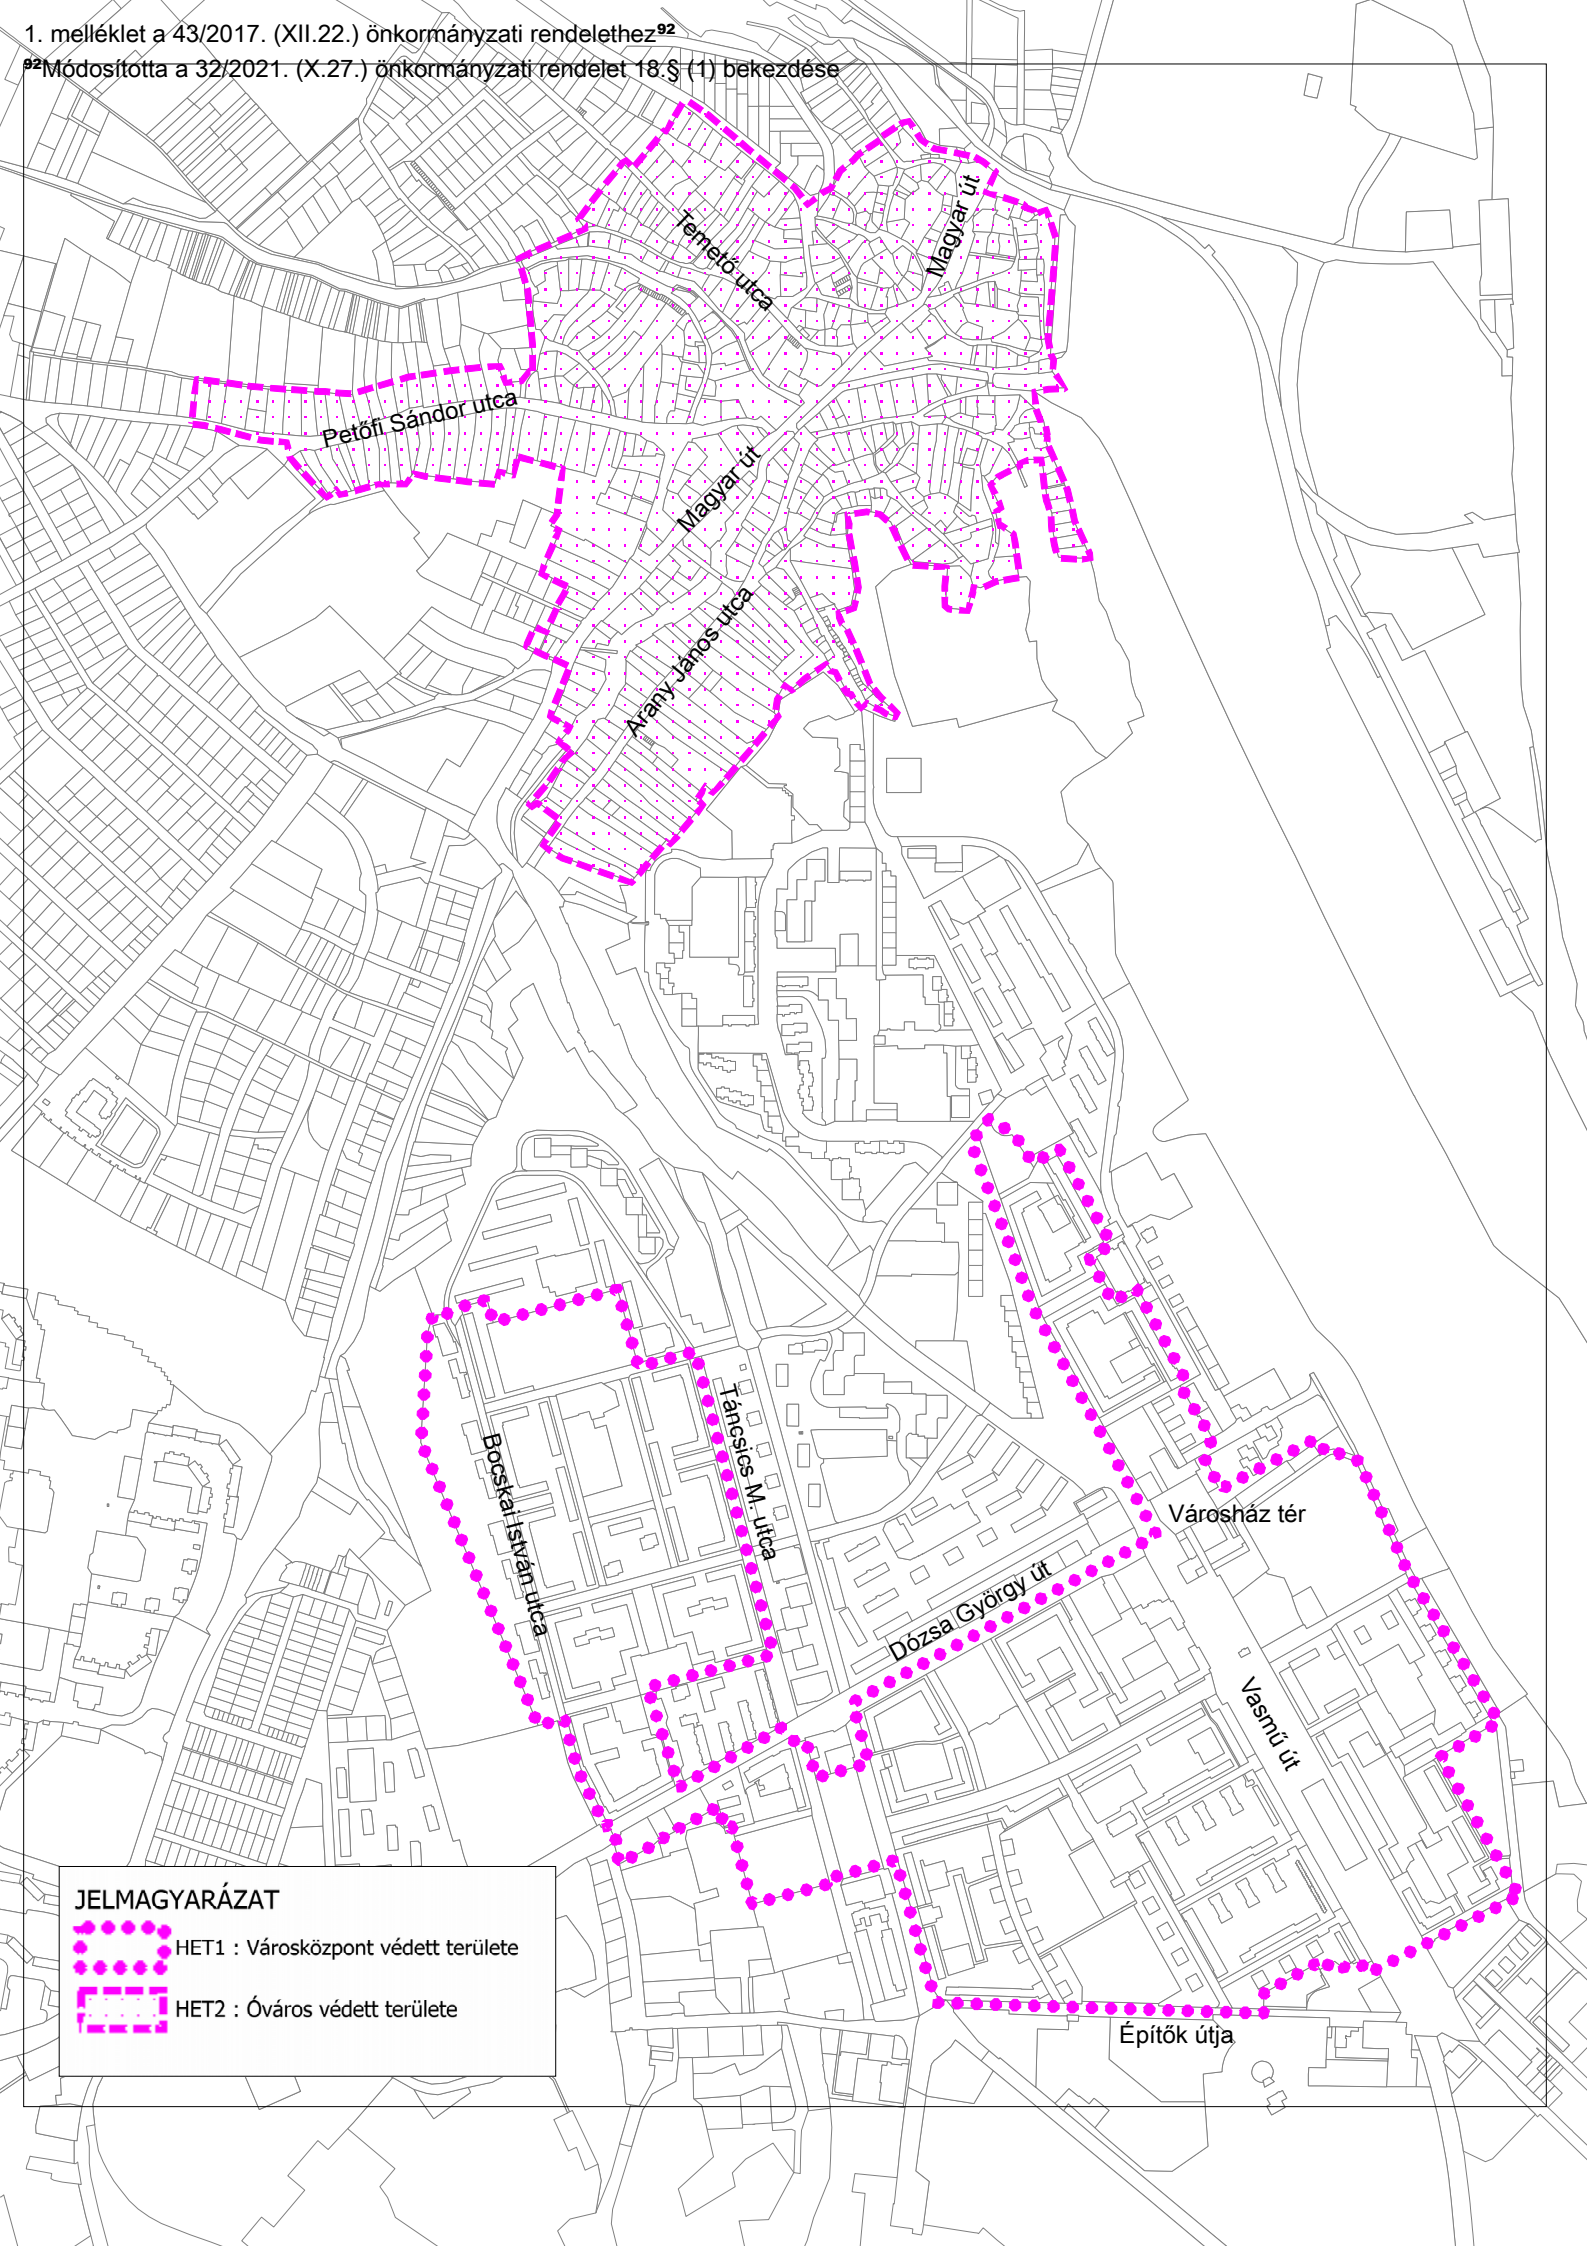 1. melléklet a 43/2017. (XII.22.) önkormányzati rendelethez⁹²
⁹²Módosította a 32/2021. (X.27.) önkormányzati rendelet 18.§ (1) bekezdése
Temető utca
Magyar út
Petőfi Sándor utca
Magyar út
Arany János utca
Táncsics M. utca
Bocskai István utca
Városház tér
Dózsa György út
Vasmű út
Építők útja
JELMAGYARÁZAT
HET1 : Városközpont védett területe
HET2 : Óváros védett területe